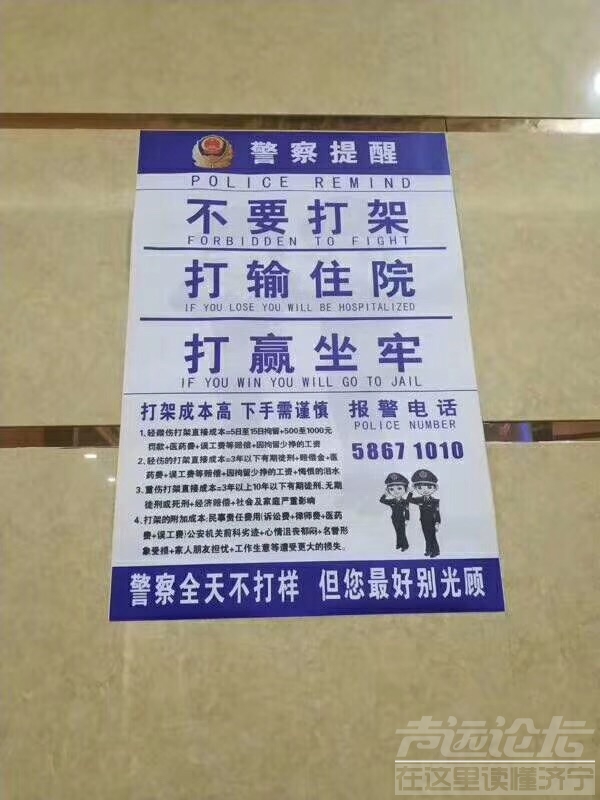 警察提醒
POLICE REMIND
不要打架
FORBIDDEN TO FIGHT
打输住院
IF YOU LOSE YOU WILL BE HOSPITALIZED
打赢坐牢
IF YOU WIN YOU WILL GO TO JAIL
打架成本高 下手需谨慎
1. 轻微伤打架直接成本=5日至15日拘留+500至1000元
罚款+医药费+误工费等赔偿+因拘留少挣的工资
2. 轻伤的打架直接成本=3年以下有期徒刑+赔偿金+医
药费+误工费等赔偿+因拘留少挣的工资+悔恨的泪水
3. 重伤打架直接成本=3年以上10年以下有期徒刑、无期
徒刑或死刑+经济赔偿+社会及家庭严重影响
4. 打架的附加成本:民事责任费用(诉讼费+律师费+医药
费+误工费)公安机关前科劣迹+心情沮丧郁闷+名誉形
象受损+家人朋友担忧+工作生意等遭受更大的损失。
报警电话
POLICE NUMBER
5867 1010
警察全天不打样 但您最好别光顾
声远论坛
在这里读懂济宁